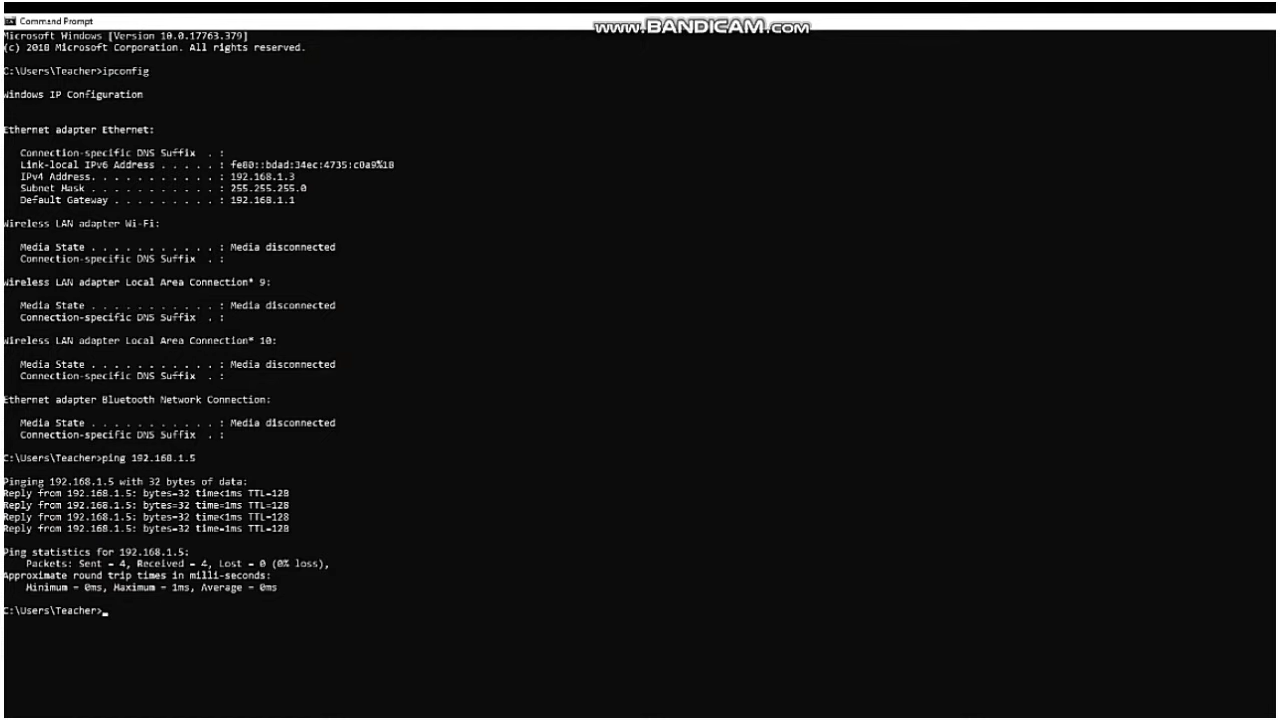 Command Prompt
www.BANDICAM.com
Microsoft Windows [Version 10.0.17763.379]
(c) 2018 Microsoft Corporation. All rights reserved.
C:\Users\Teacher>ipconfig
Windows IP Configuration
Ethernet adapter Ethernet:
Connection-specific DNS Suffix . :
Link-local IPv6 Address . . . . . : fe80::bdad:34ec:4735:c0a9%18
IPv4 Address. . . . . . . . . . . : 192.168.1.3
Subnet Mask . . . . . . . . . . . : 255.255.255.0
Default Gateway . . . . . . . . . : 192.168.1.1
Wireless LAN adapter Wi-Fi:
Media State . . . . . . . . . . . : Media disconnected
Connection-specific DNS Suffix . :
Wireless LAN adapter Local Area Connection* 9:
Media State . . . . . . . . . . . : Media disconnected
Connection-specific DNS Suffix . :
Wireless LAN adapter Local Area Connection* 10:
Media State . . . . . . . . . . . : Media disconnected
Connection-specific DNS Suffix . :
Ethernet adapter Bluetooth Network Connection:
Media State . . . . . . . . . . . : Media disconnected
Connection-specific DNS Suffix . :
C:\Users\Teacher>ping 192.168.1.5
Pinging 192.168.1.5 with 32 bytes of data:
Reply from 192.168.1.5: bytes=32 time<1ms TTL=128
Reply from 192.168.1.5: bytes=32 time=1ms TTL=128
Reply from 192.168.1.5: bytes=32 time<1ms TTL=128
Reply from 192.168.1.5: bytes=32 time=1ms TTL=128
Ping statistics for 192.168.1.5:
Packets: Sent = 4, Received = 4, Lost = 0 (0% loss),
Approximate round trip times in milli-seconds:
Minimum = 0ms, Maximum = 1ms, Average = 0ms
C:\Users\Teacher>_